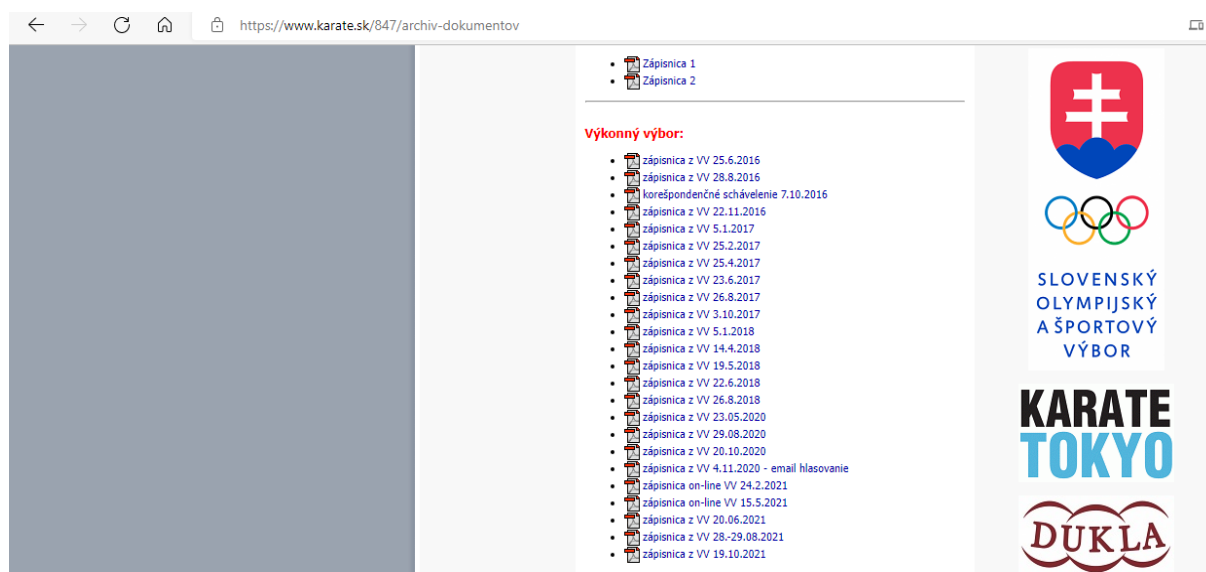 https://www.karate.sk/847/archiv-dokumentov
Zápisnica 1
Zápisnica 2
Výkonný výbor:
zápisnica z VV 25.6.2016
zápisnica z VV 28.8.2016
korešpondenčné schávelenie 7.10.2016
zápisnica z VV 22.11.2016
zápisnica z VV 5.1.2017
zápisnica z VV 25.2.2017
zápisnica z VV 25.4.2017
zápisnica z VV 23.6.2017
zápisnica z VV 26.8.2017
zápisnica z VV 3.10.2017
zápisnica z VV 5.1.2018
zápisnica z VV 14.4.2018
zápisnica z VV 19.5.2018
zápisnica z VV 22.6.2018
zápisnica z VV 26.8.2018
zápisnica z VV 23.05.2020
zápisnica z VV 29.08.2020
zápisnica z VV 20.10.2020
zápisnica z VV 4.11.2020 - email hlasovanie
zápisnica on-line VV 24.2.2021
zápisnica on-line VV 15.5.2021
zápisnica z VV 20.06.2021
zápisnica z VV 28.-29.08.2021
zápisnica z VV 19.10.2021
SLOVENSKÝ
OLYMPIJSKÝ
A ŠPORTOVÝ
VÝBOR
KARATE
TOKYO
DUKLA